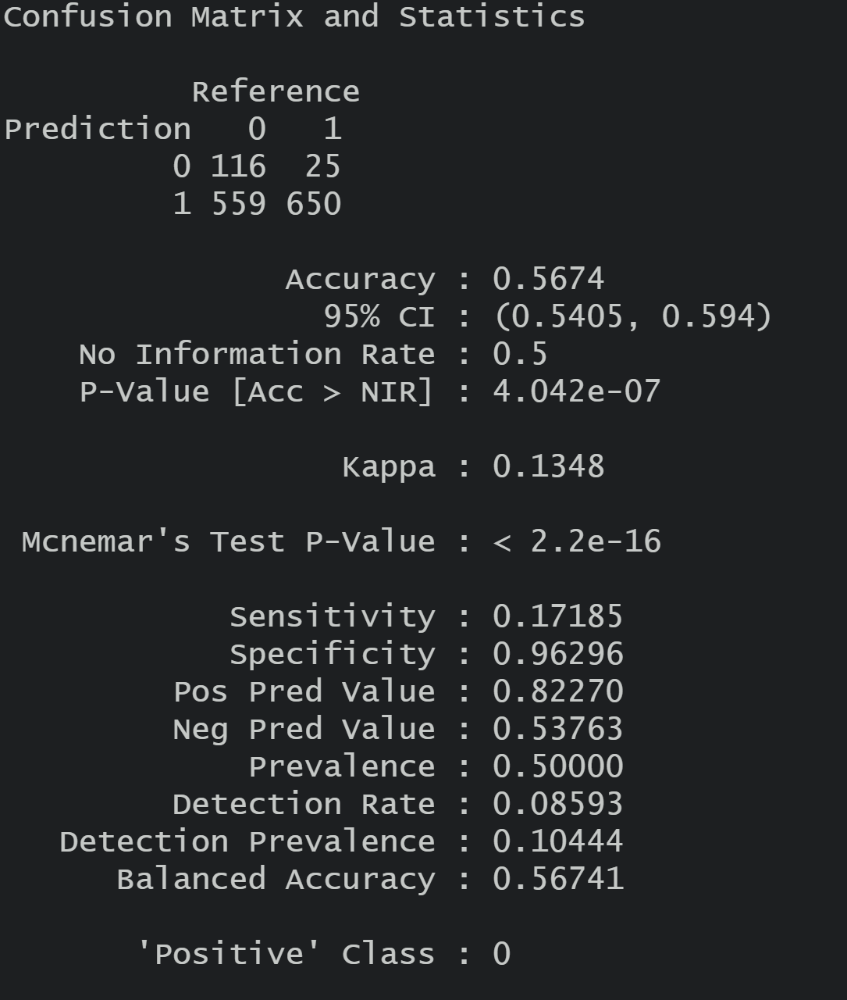 Confusion Matrix and Statistics
Reference
Prediction   0   1
0 116  25
1 559 650
Accuracy : 0.5674
95% CI : (0.5405, 0.594)
No Information Rate : 0.5
P-Value [Acc > NIR] : 4.042e-07
Kappa : 0.1348
Mcnemar's Test P-Value : < 2.2e-16
Sensitivity : 0.17185
Specificity : 0.96296
Pos Pred Value : 0.82270
Neg Pred Value : 0.53763
Prevalence : 0.50000
Detection Rate : 0.08593
Detection Prevalence : 0.10444
Balanced Accuracy : 0.56741
'Positive' Class : 0